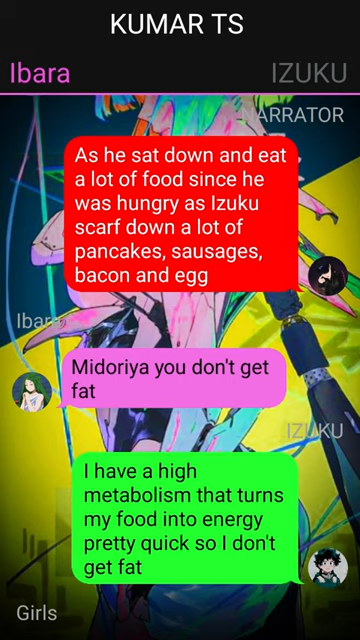 KUMAR TS
Ibara
IZUKU
NARRATOR
As he sat down and eat
a lot of food since he
was hungry as Izuku
scarf down a lot of
pancakes, sausages,
bacon and egg
Ibara
Midoriya you don't get
fat
IZUKU
I have a high
metabolism that turns
my food into energy
pretty quick so I don't
get fat
Girls